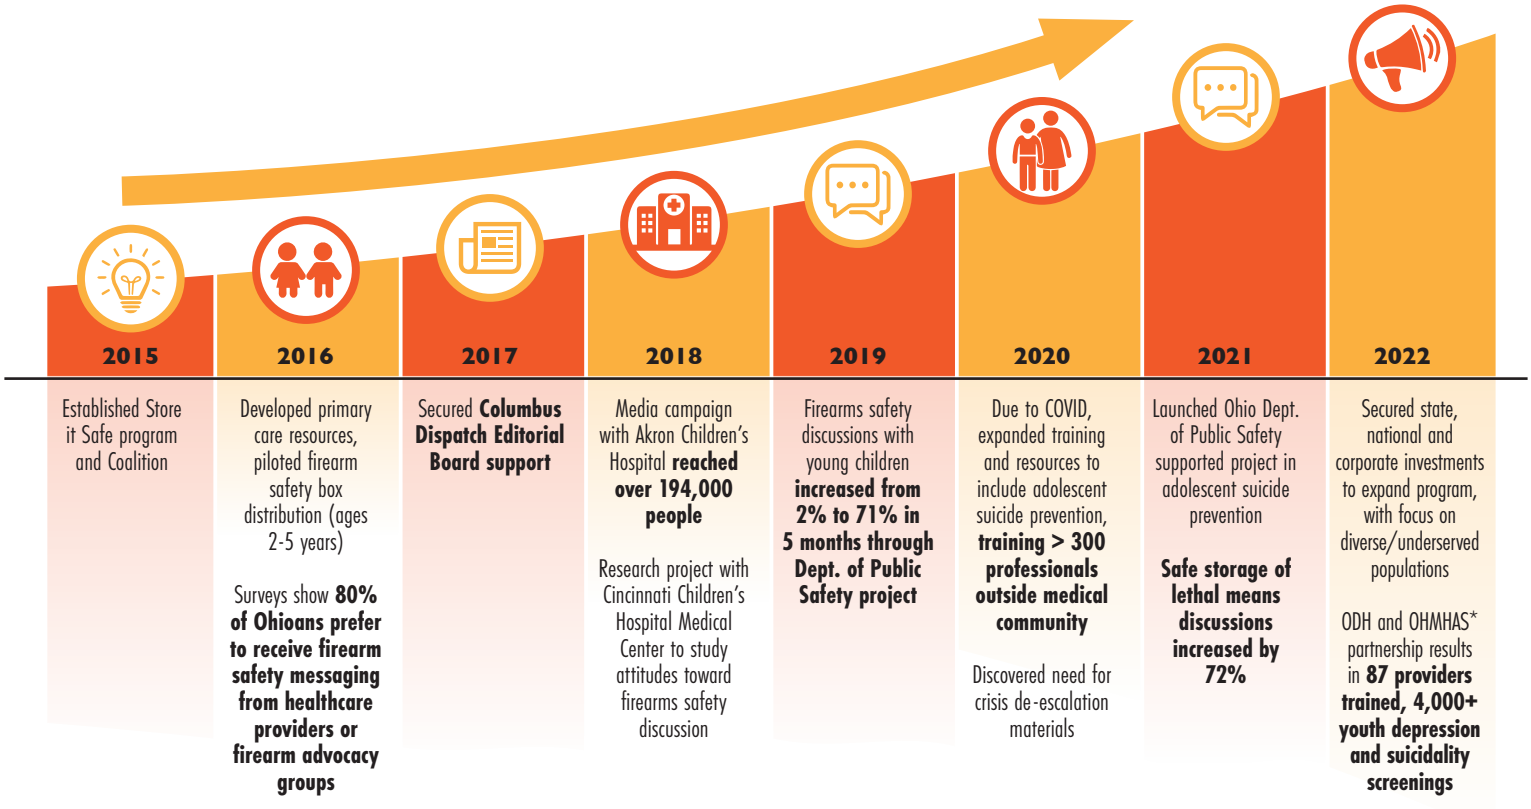 2015
Established Store
it Safe program
and Coalition
2016
Developed primary
care resources,
piloted firearm
safety box
distribution (ages
2-5 years)
Surveys show 80%
of Ohioans prefer
to receive firearm
safety messaging
from healthcare
providers or
firearm advocacy
groups
2017
Secured Columbus
Dispatch Editorial
Board support
2018
Media campaign
with Akron Children's
Hospital reached
over 194,000
people
Research project with
Cincinnati Children's
Hospital Medical
Center to study
attitudes toward
firearms safety
discussion
2019
Firearms safety
discussions with
young children
increased from
2% to 71% in
5 months through
Dept. of Public
Safety project
2020
Due to COVID,
expanded training
and resources to
include adolescent
suicide prevention,
training > 300
professionals
outside medical
community
Discovered need for
crisis de-escalation
materials
2021
Launched Ohio Dept.
of Public Safety
supported project in
adolescent suicide
prevention
Safe storage of
lethal means
discussions
increased by
72%
2022
Secured state,
national and
corporate investments
to expand program,
with focus on
diverse/underserved
populations
ODH and OHMHAS*
partnership results
in 87 providers
trained, 4,000+
youth depression
and suicidality
screenings